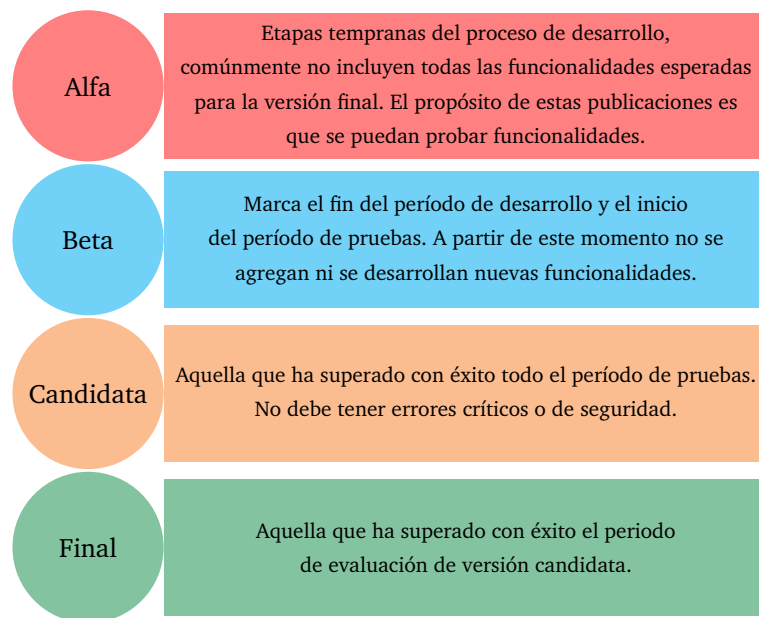 Alfa
Etapas tempranas del proceso de desarrollo,
comúnmente no incluyen todas las funcionalidades esperadas
para la versión final. El propósito de estas publicaciones es
que se puedan probar funcionalidades.
Beta
Marca el fin del período de desarrollo y el inicio
del período de pruebas. A partir de este momento no se
agregan ni se desarrollan nuevas funcionalidades.
Candidata
Aquella que ha superado con éxito todo el período de pruebas.
No debe tener errores críticos o de seguridad.
Final
Aquella que ha superado con éxito el periodo
de evaluación de versión candidata.